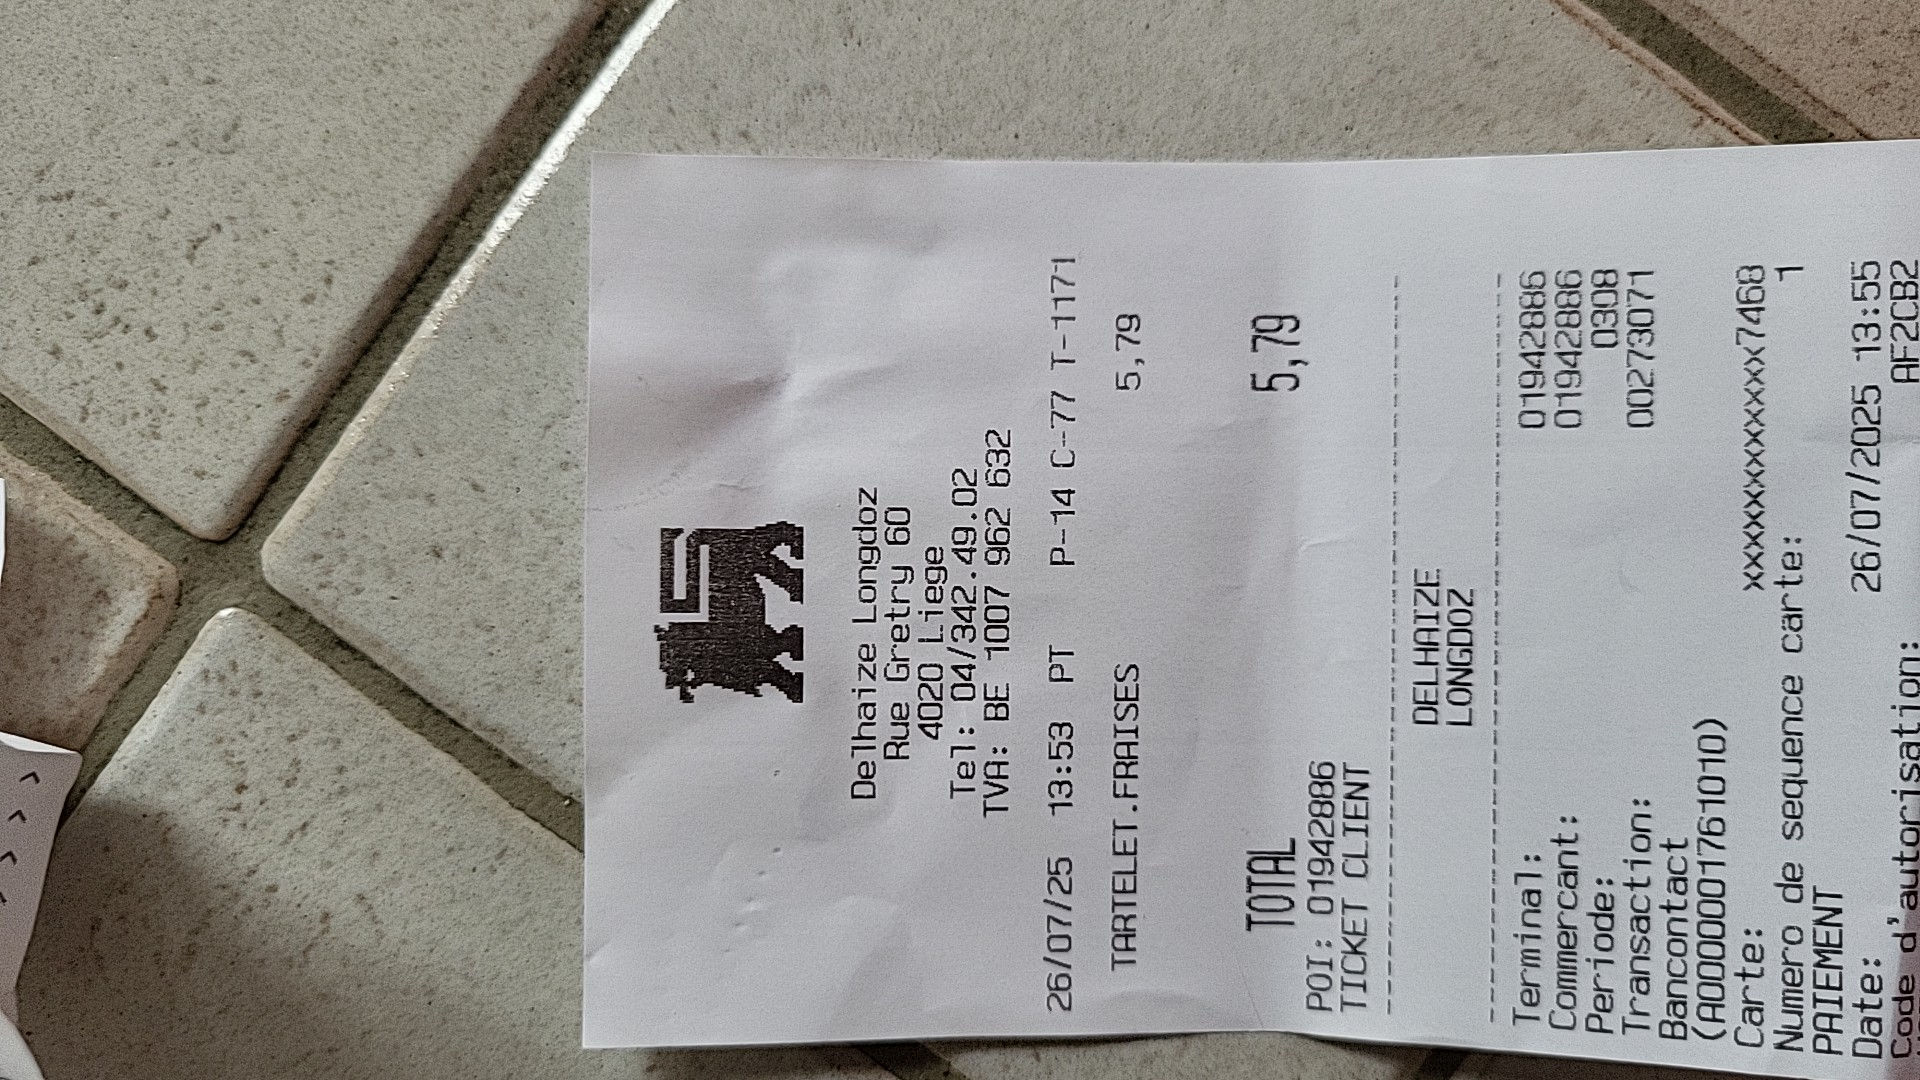 Delhaize Longdoz
Rue Gretry 60
4020 Liege
Tel: 04/342.49.02
TVA: BE 1007 962 632
26/07/25 13:53 PT P-14 C-77 T-1171
TARTELET.FRAISES 5,79
TOTAL 5,79
POI: 01942886
TICKET CLIENT
DELHAIZE
LONGDOZ
Terminal: 01942886
Commercant: 01942886
Periode: 0308
Transaction: 00273071
Bancontact
(A0000001761010)
Carte: xxxxxxxxxxxxx7468
Numero de sequence carte: 1
PAIEMENT
Date: 26/07/2025 13:55
Code d'autorisation: AF2CB2